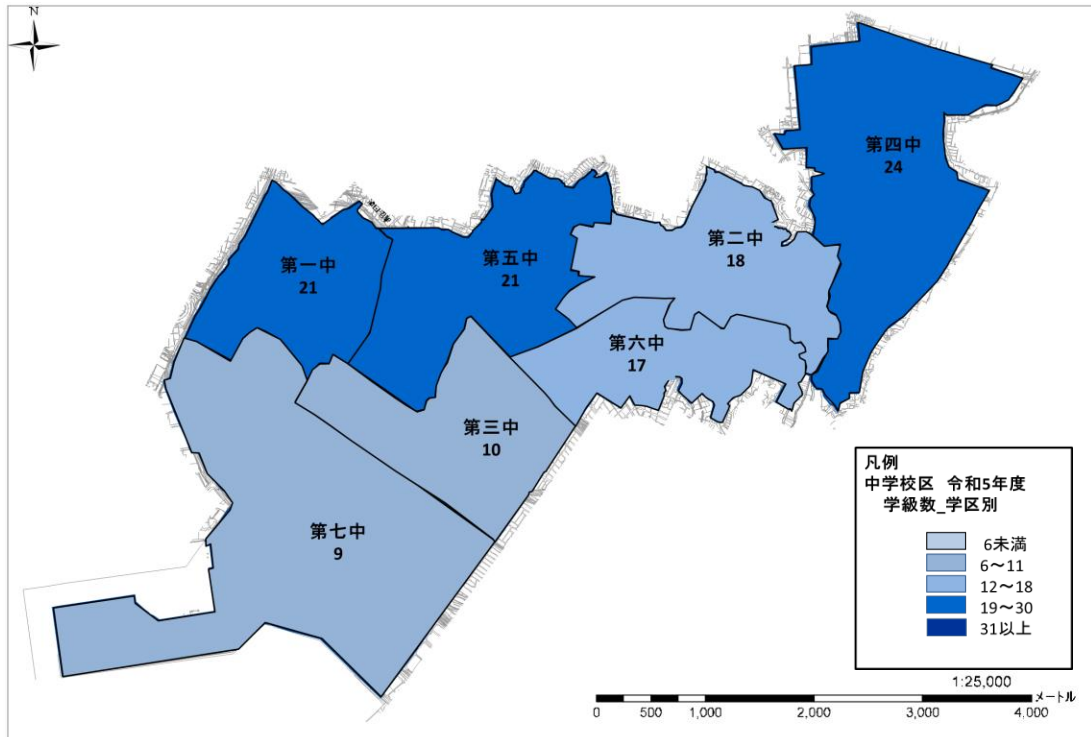 N
第四中
24
第二中
18
第五中
21
第一中
21
第六中
17
第三中
10
第七中
9
凡例
中学校区 令和5年度
学級数_学区別
6未満
6～11
12～18
19～30
31以上
1:25,000
メートル
0 500 1,000 2,000 3,000 4,000